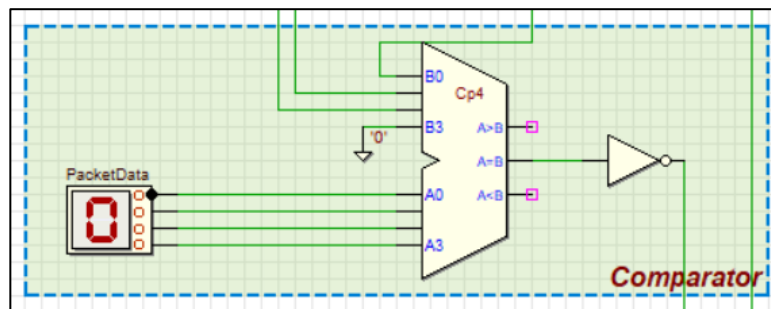 B0
Cp4
B3
'0'
A>B
PacketData
A=B
0
A0
A<B
A3
Comparator